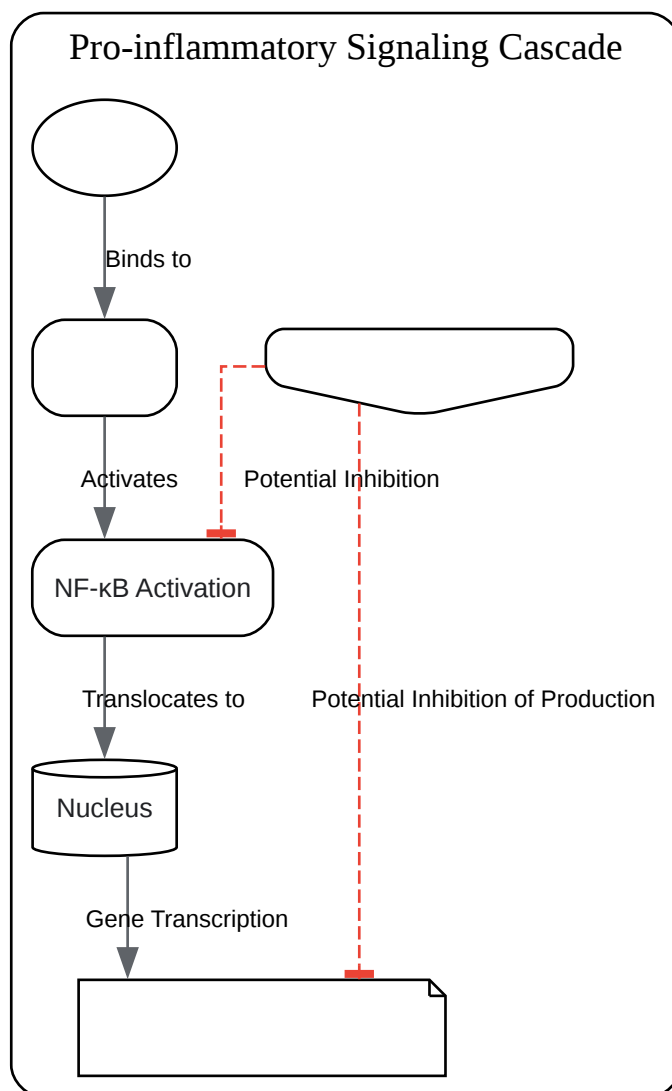 Pro-inflammatory Signaling Cascade
Binds to
Activates
Potential Inhibition
NF-κB Activation
Translocates to
Potential Inhibition of Production
Nucleus
Gene Transcription